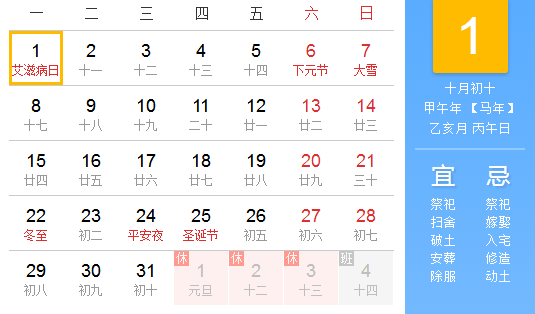 一 二 三 四 五 六 日
1 2 3 4 5 6 7
艾滋病日 十一 十二 十三 十四 下元节 大雪
8 9 10 11 12 13 14
十七 十八 十九 二十 廿一 廿二 廿三
15 16 17 18 19 20 21
廿四 廿五 廿六 廿七 廿八 廿九 三十
22 23 24 25 26 27 28
冬至 初二 平安夜 圣诞节 初五 初六 初七
休 休 休 班
29 30 31 1 2 3 4
初八 初九 初十 元旦 十二 十三 十四
1
十月初十
甲午年【马年】
乙亥月 丙午日
宜 忌
祭祀 祭祀
扫舍 嫁娶
破土 入宅
安葬 修造
除服 动土